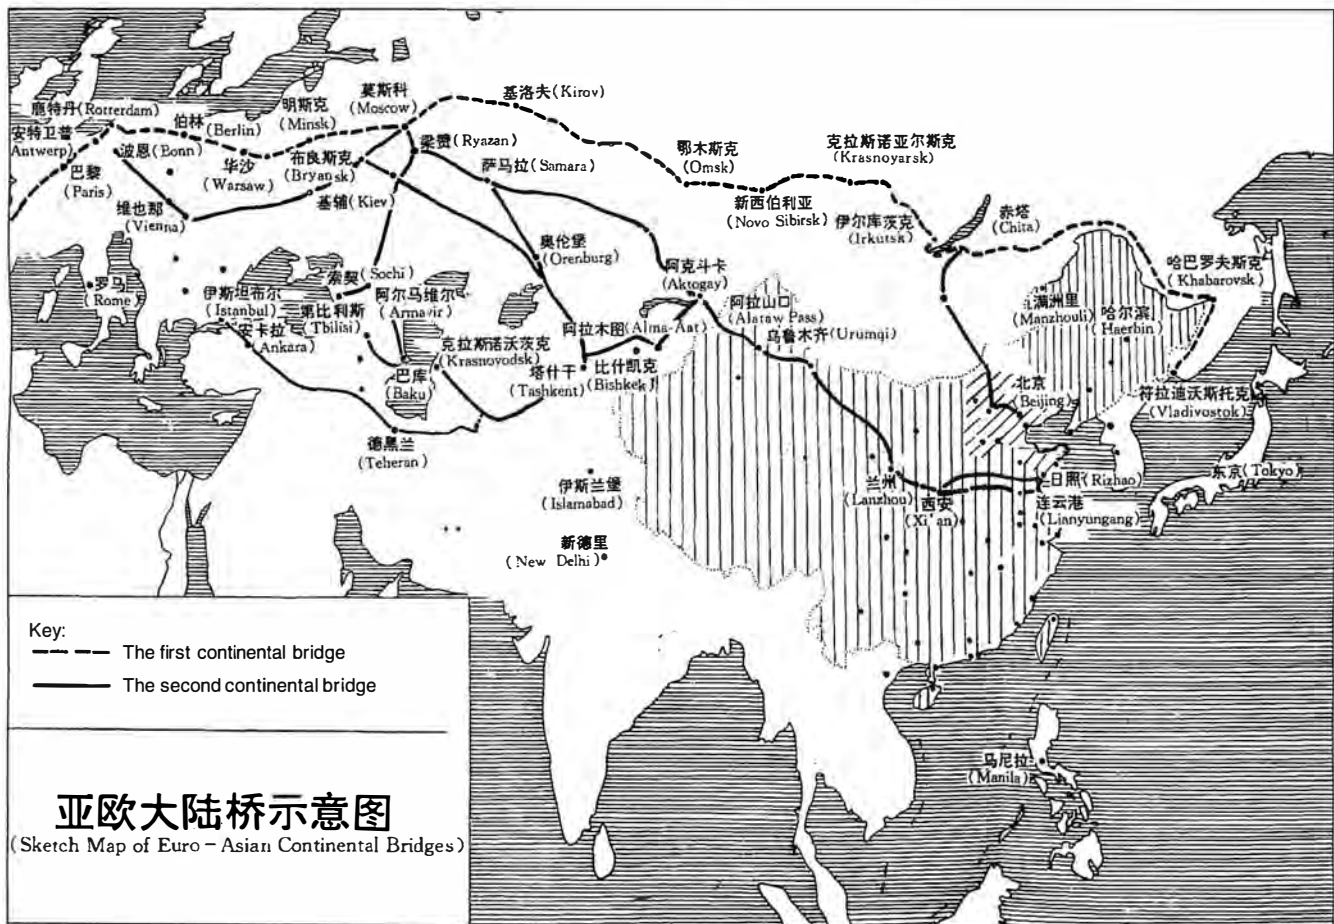 莫斯科
(Moscow)
基洛夫(Kirov)
鹿特丹(Rotterdam)
伯林
(Berlin)
明斯克
(Minsk)
安特卫普
Antwerp)
波恩(Bonn)
华沙
(Warsaw)
布良斯克
(Bryansk)
梁赞(Ryazan)
萨马拉(Samara)
鄂木斯克
(Omsk)
克拉斯诺亚尔斯克
(Krasnoyarsk)
巴黎
(Paris)
维也那
(Vienna)
基辅(Kiev)
新西伯利亚
(Novo Sibirsk)
伊尔库茨克
(Irkutsk)
赤塔
(Chita)
奥伦堡
(Orenburg)
阿克斗卡
(Aktogay)
哈巴罗夫斯克
(Khabarovsk)
罗马
(Rome)
伊斯坦布尔
(Istanbul)
索契(Sochi)
第比利斯
(Tbilisi)
阿尔马维尔
(Armavir)
阿拉山口
(Alataw Pass)
满洲里
(Manzhouli)
哈尔滨
(Haerbin)
安卡拉
(Ankara)
克拉斯诺沃茨克
(Krasnovodsk)
阿拉木图(Alma-Aat)
乌鲁木齐(Urumqi)
巴库
(Baku)
塔什干
(Tashkent)
比什凯克
(Bishkek)
北京
(Beijing)
符拉迪沃斯托克
(Vladivostok)
德黑兰
(Teheran)
伊斯兰堡
(Islamabad)
兰州
(Lanzhou)
西安
(Xi'an)
日照(Rizhao)
连云港
(Lianyungang)
东京(Tokyo)
新德里
(New Delhi)
马尼拉
(Manila)
Key:
The first continental bridge
The second continental bridge
亚欧大陆桥示意图
(Sketch Map of Euro-Asian Continental Bridges)